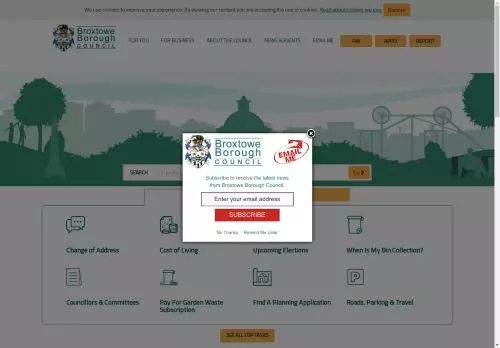 We use cookies to improve your experience. By viewing our content you are accepting the use of cookies. Read about cookies we use.
Broxtowe
Borough
COUNCIL
FOR YOU
FOR BUSINESS
ABOUT THE COUNCIL
NEWS & EVENTS
EMAIL ME
PAY
APPLY
REPORT
Broxtowe
Borough
COUNCIL
EMAIL
ME
Subscribe to receive the latest news
from Broxtowe Borough Council
Enter your email address
SUBSCRIBE
No Thanks
Remind Me Later
SEARCH
Change of Address
Cost of Living
Upcoming Elections
When Is My Bin Collection?
Councillors & Committees
Pay For Garden Waste
Subscription
Find A Planning Application
Roads, Parking & Travel
SEE ALL TOP TASKS